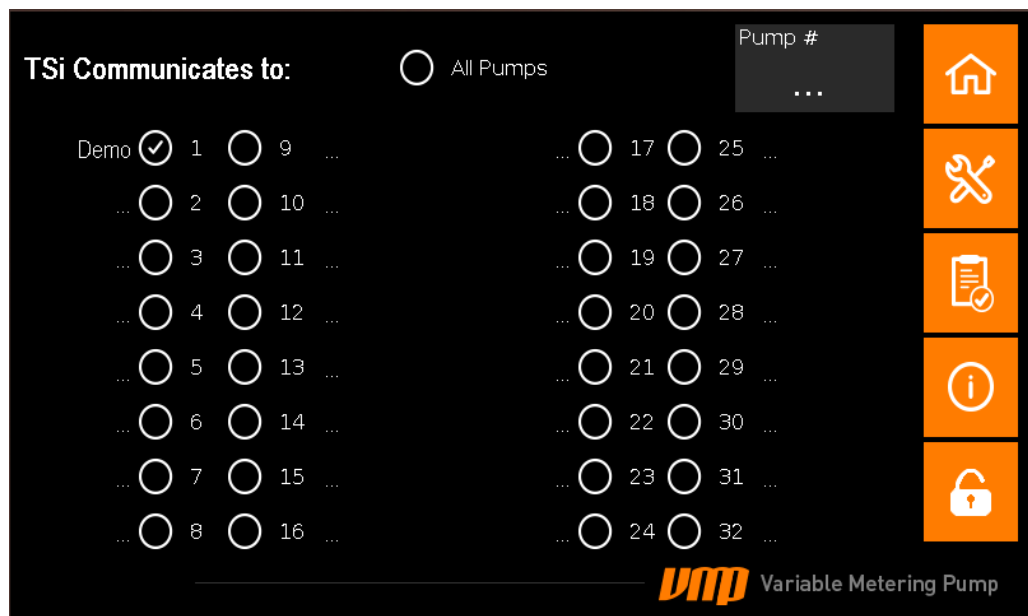 Pump #
TSi Communicates to: All Pumps
...
Demo 1 9 ... ... 17 25 ...
... 2 10 ... ... 18 26 ...
... 3 11 ... ... 19 27 ...
... 4 12 ... ... 20 28 ...
... 5 13 ... ... 21 29 ...
... 6 14 ... ... 22 30 ...
... 7 15 ... ... 23 31 ...
... 8 16 ... ... 24 32 ...
vmp Variable Metering Pump